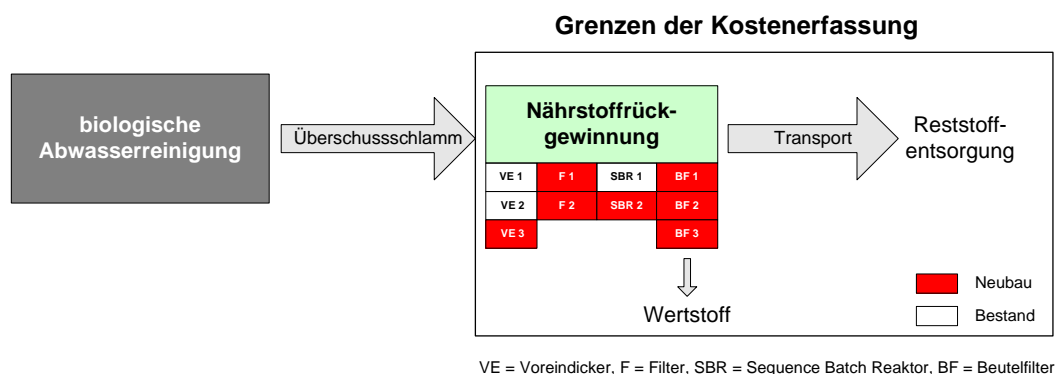 Grenzen der Kostenerfassung
biologische
Abwasserreinigung
Überschussschlamm
Nährstoffrück-
gewinnung
Transport
Reststoff-
entsorgung
VE 1 F 1 SBR 1 BF 1
VE 2 F 2 SBR 2 BF 2
VE 3 BF 3
Wertstoff
Neubau
Bestand
VE = Voreindicker, F = Filter, SBR = Sequence Batch Reaktor, BF = Beutelfilter